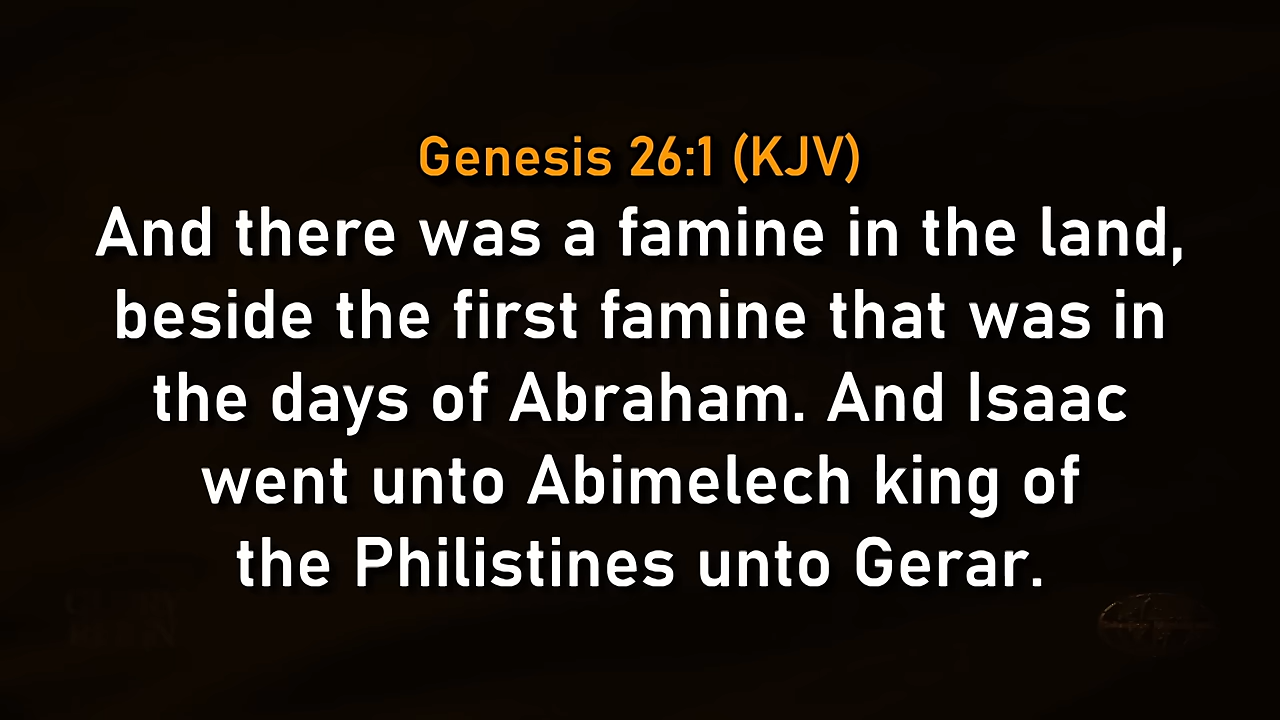 Genesis 26:1 (KJV)
And there was a famine in the land,
beside the first famine that was in
the days of Abraham. And Isaac
went unto Abimelech king of
the Philistines unto Gerar.